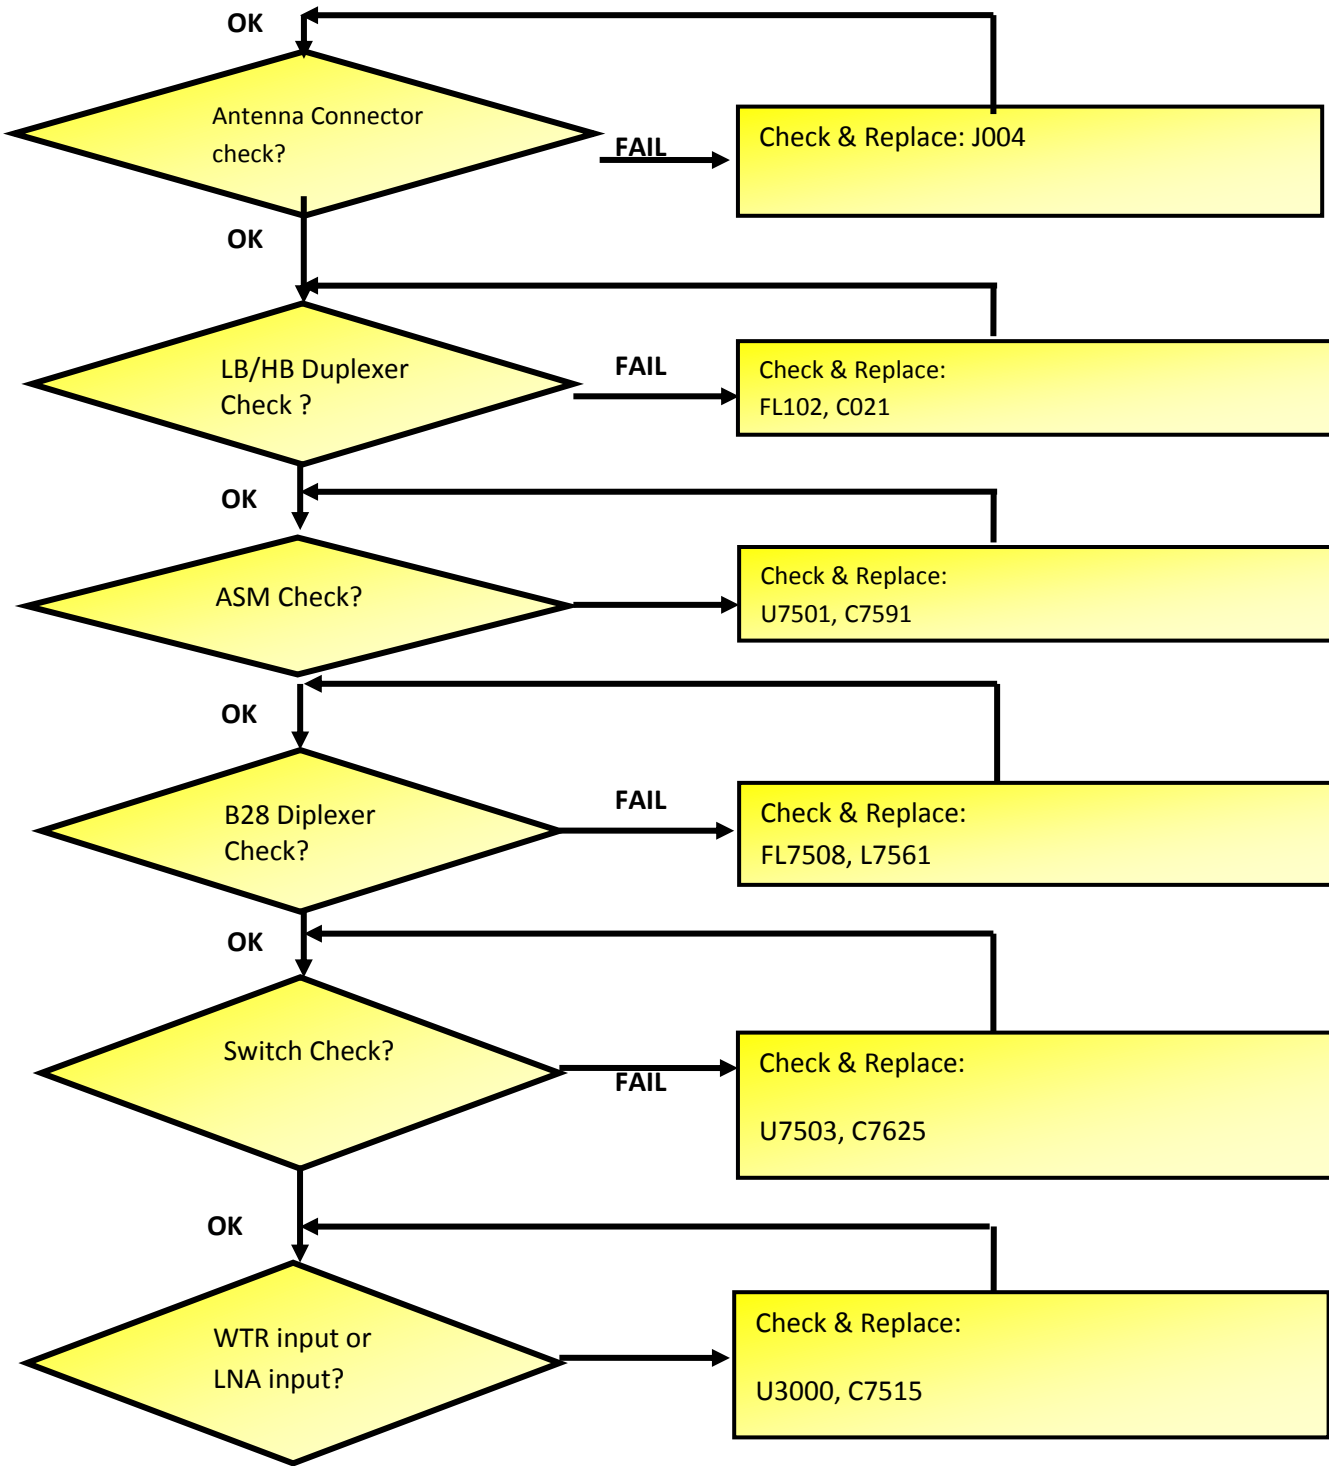 OK
Antenna Connector
check?
FAIL
Check & Replace: J004
OK
LB/HB Duplexer
Check ?
FAIL
Check & Replace:
FL102, C021
OK
ASM Check?
Check & Replace:
U7501, C7591
OK
B28 Diplexer
Check?
FAIL
Check & Replace:
FL7508, L7561
OK
Switch Check?
FAIL
Check & Replace:
U7503, C7625
OK
WTR input or
LNA input?
Check & Replace:
U3000, C7515